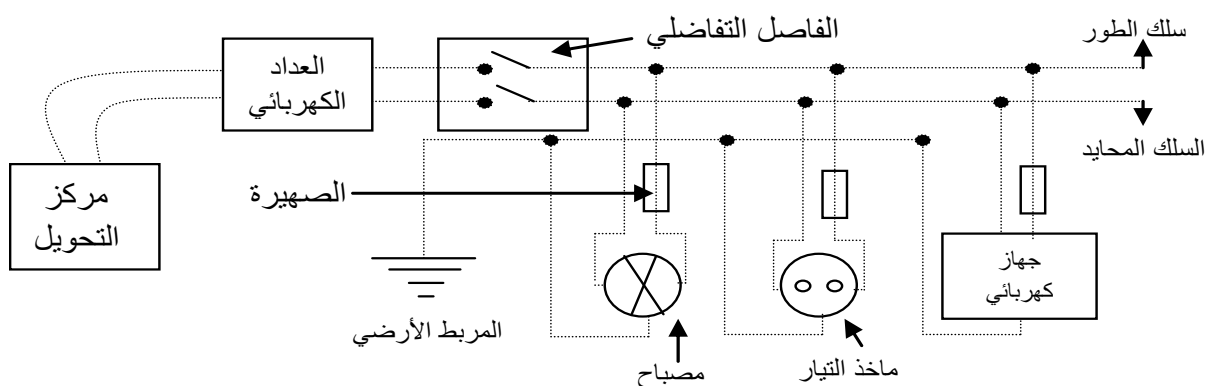 الفاصل التفاضلي
سلك الطور
العداد
الكهربائي
السلك المحايد
مركز
التحويل
الصهيرة
جهاز
كهربائي
المربط الأرضي
مصباح
ماخذ التيار